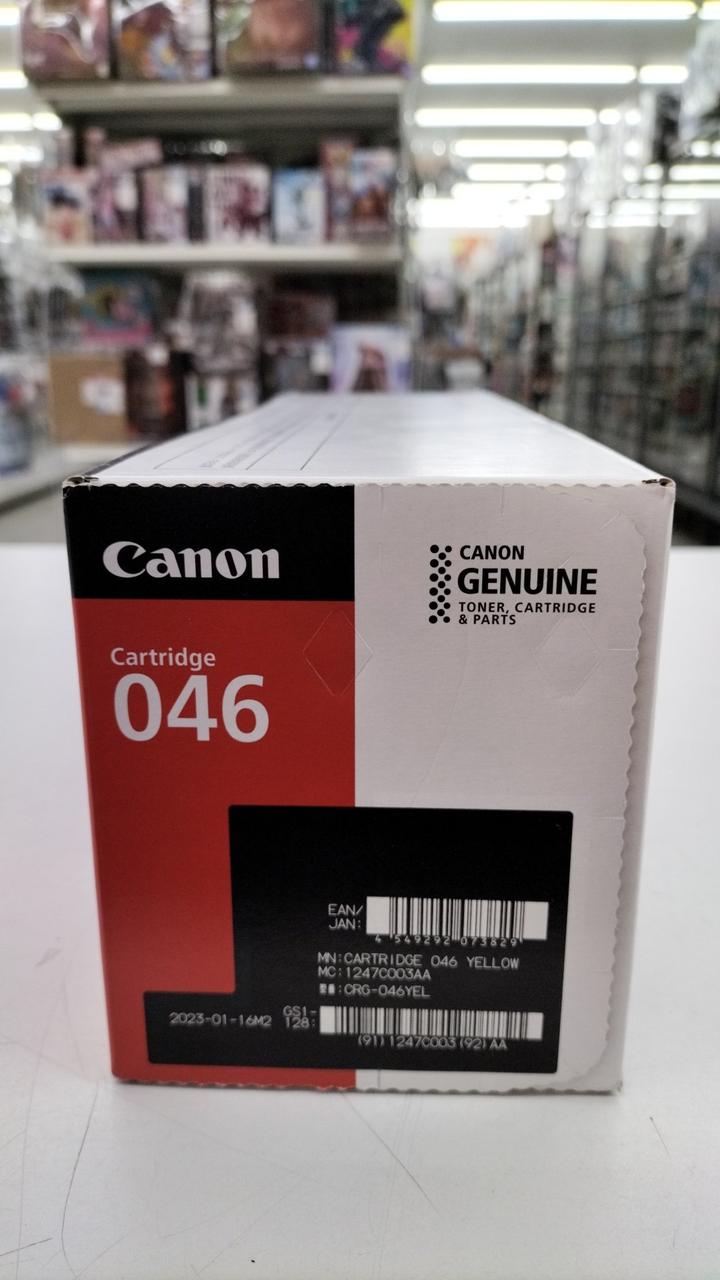 Canon
CANON
GENUINE
TONER, CARTRIDGE
& PARTS
Cartridge
046
EAN/
JAN:
4 549292 073829
MN:CARTRIDGE 046 YELLOW
MC:1247C003AA
:CRG-046YEL
2023-01-16M2
GS1-
128:
(91)1247C003(92)AA